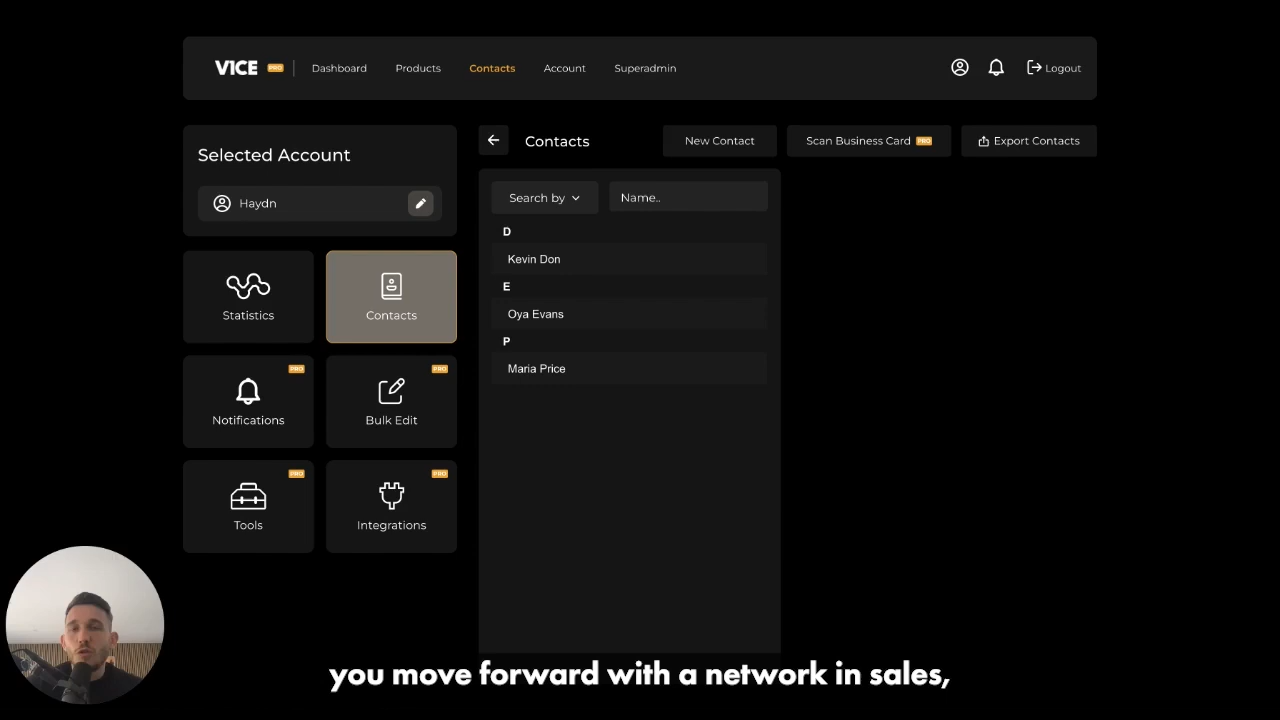 VICE PRO Dashboard Products Contacts Account Superadmin Logout
Selected Account
Haydn
Statistics
Contacts
PRO
Notifications
PRO
Bulk Edit
PRO
Tools
PRO
Integrations
Contacts New Contact Scan Business Card PRO Export Contacts
Search by Name..
D
Kevin Don
E
Oya Evans
P
Maria Price
you move forward with a network in sales,